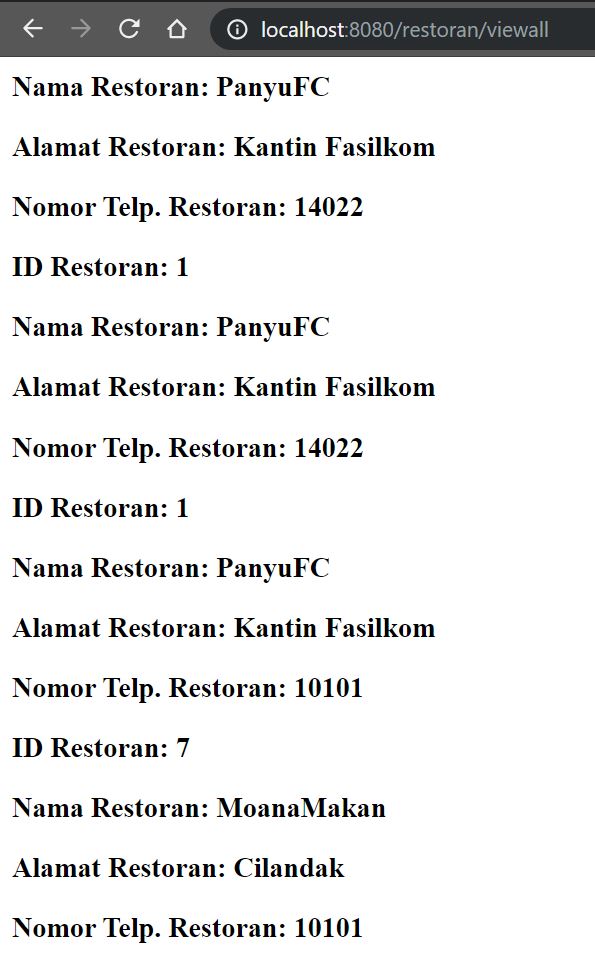 localhost:8080/restoran/viewall
Nama Restoran: PanyuFC
Alamat Restoran: Kantin Fasilkom
Nomor Telp. Restoran: 14022
ID Restoran: 1
Nama Restoran: PanyuFC
Alamat Restoran: Kantin Fasilkom
Nomor Telp. Restoran: 14022
ID Restoran: 1
Nama Restoran: PanyuFC
Alamat Restoran: Kantin Fasilkom
Nomor Telp. Restoran: 10101
ID Restoran: 7
Nama Restoran: MoanaMakan
Alamat Restoran: Cilandak
Nomor Telp. Restoran: 10101